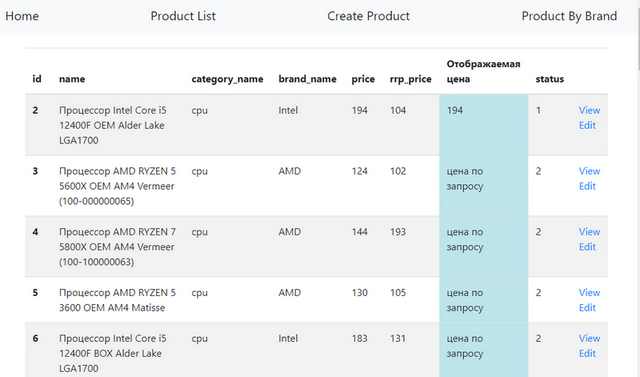 Home Product List Create Product Product By Brand
id name category_name brand_name price rrp_price Отображаемая цена status
2 Процессор Intel Core i5 12400F OEM Alder Lake LGA1700 cpu Intel 194 104 194 1 View Edit
3 Процессор AMD RYZEN 5 5600X OEM AM4 Vermeer (100-000000065) cpu AMD 124 102 цена по запросу 2 View Edit
4 Процессор AMD RYZEN 7 5800X OEM AM4 Vermeer (100-100000063) cpu AMD 144 193 цена по запросу 2 View Edit
5 Процессор AMD RYZEN 5 3600 OEM AM4 Matisse cpu AMD 130 105 цена по запросу 2 View Edit
6 Процессор Intel Core i5 12400F BOX Alder Lake LGA1700 cpu Intel 183 131 цена по запросу 2 View Edit